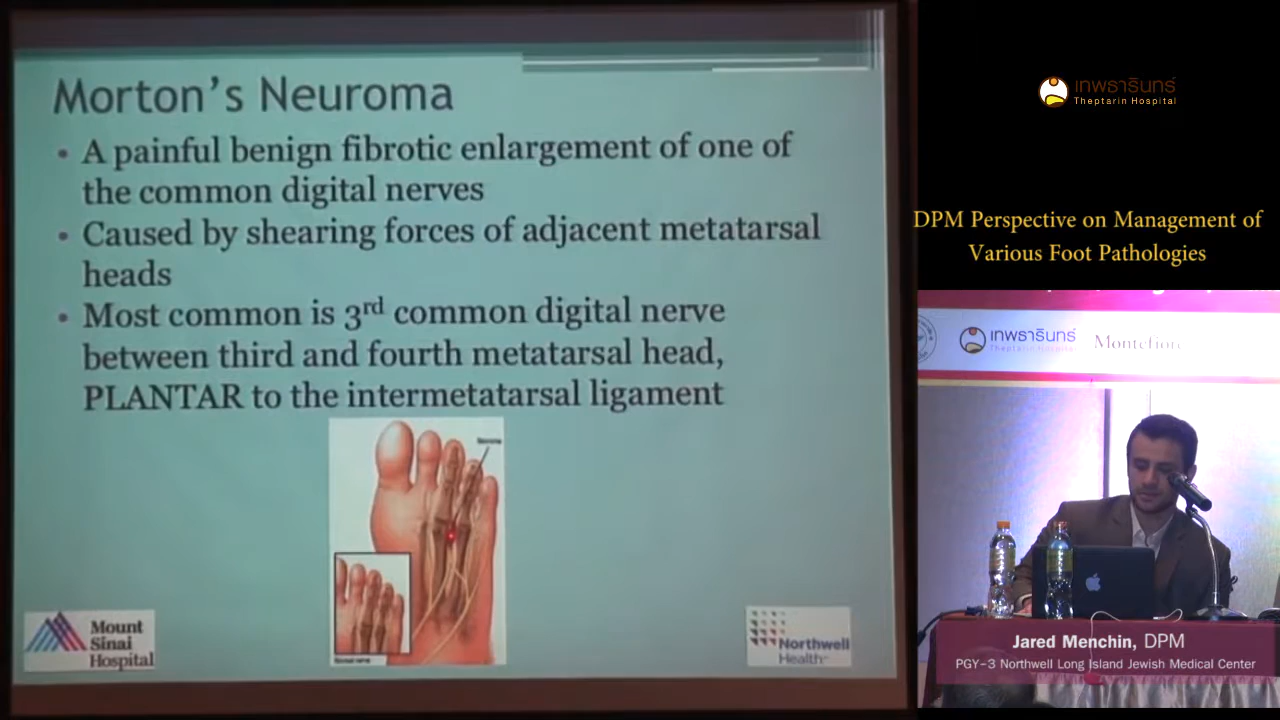 Morton's Neuroma
• A painful benign fibrotic enlargement of one of
the common digital nerves
• Caused by shearing forces of adjacent metatarsal
heads
• Most common is 3rd common digital nerve
between third and fourth metatarsal head,
PLANTAR to the intermetatarsal ligament
Neuroma
Mount
Sinai
Hospital
Northwell
Health
เทพธารินทร์
Theptarin Hospital
DPM Perspective on Management of
Various Foot Pathologies
เทพธารินทร์
Theptarin Hospital
Montefiore
Jared Menchin, DPM
PGY-3 Northwell Long Island Jewish Medical Center